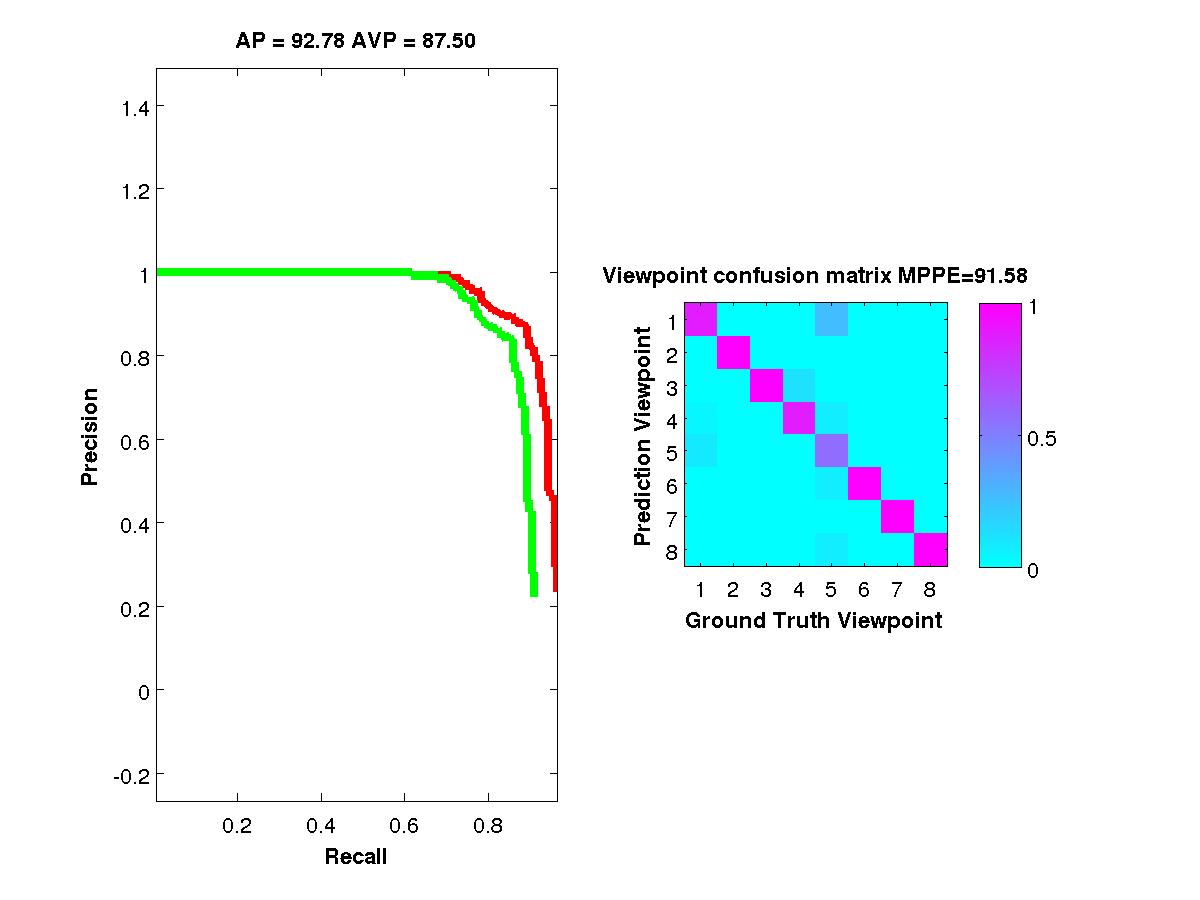 AP = 92.78 AVP = 87.50
1.4
1.2
1
0.8
0.6
0.4
0.2
0
-0.2
Precision
0.2 0.4 0.6 0.8
Recall
Viewpoint confusion matrix MPPE=91.58
1
2
3
4
5
6
7
8
Prediction Viewpoint
1 2 3 4 5 6 7 8
Ground Truth Viewpoint
1
0.5
0